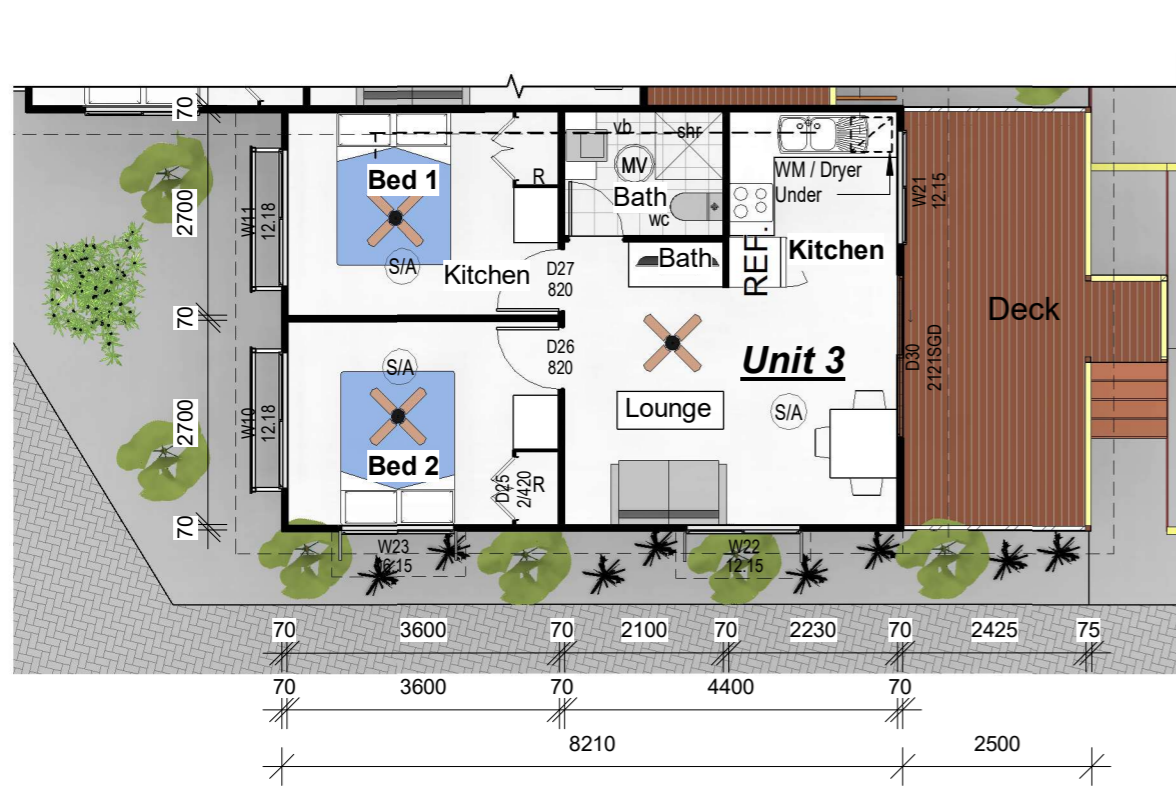 70
2700
70
2700
70
W11
12.18
W10
12.18
Bed 1
S/A
Kitchen
R
D27
820
D26
820
S/A
Bed 2
D25
2/420
R
vb
shr
MV
Bath
wc
WM / Dryer
Under
Kitchen
REF.
Bath
Unit 3
Lounge
S/A
W21
12.15
D30
2121SGD
Deck
W23
06.15
W22
12.15
70 3600 70 2100 70 2230 70 2425 75
70 3600 70 4400 70
8210 2500